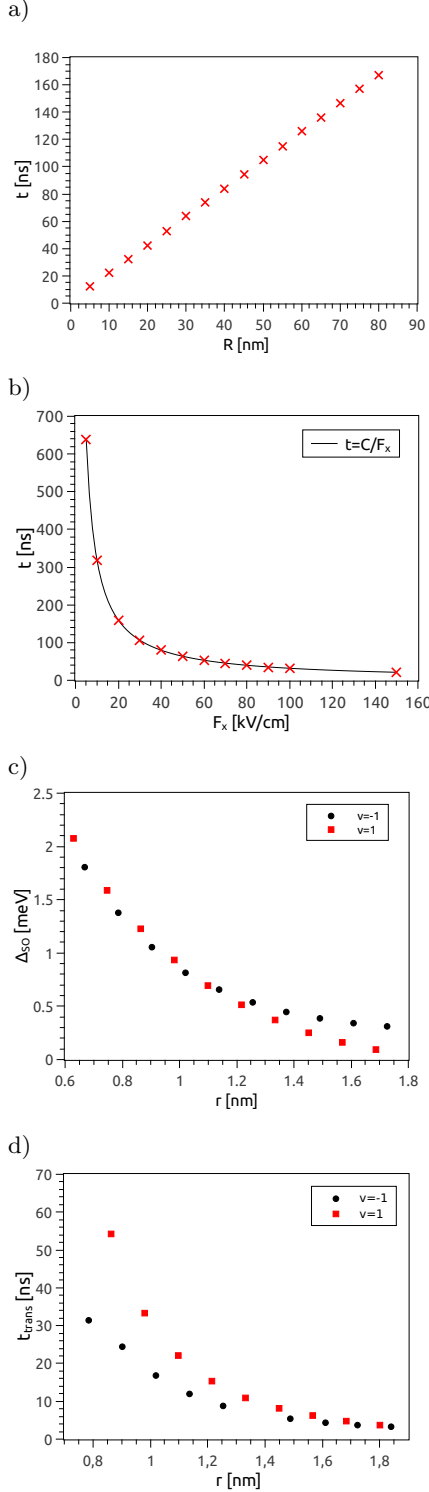 a)
180
160
140
120
100
80
60
40
20
0
t [ns]
0 10 20 30 40 50 60 70 80 90
R [nm]
b)
700
600
500
400
300
200
100
0
t [ns]
t=C/Fx
0 20 40 60 80 100 120 140 160
Fx [kV/cm]
c)
2.5
2
1.5
1
0.5
0
ΔSO [meV]
v=-1
v=1
0.6 0.8 1 1.2 1.4 1.6 1.8
r [nm]
d)
70
60
50
40
30
20
10
0
ttrans [ns]
v=-1
v=1
0,8 1 1,2 1,4 1,6 1,8
r [nm]